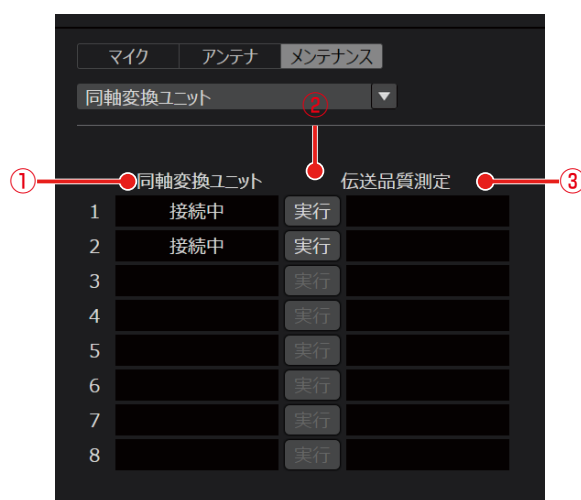 マイク アンテナ メンテナンス
同軸変換ユニット
②
① 同軸変換ユニット 伝送品質測定 ③
1 接続中 実行
2 接続中 実行
3 実行
4 実行
5 実行
6 実行
7 実行
8 実行